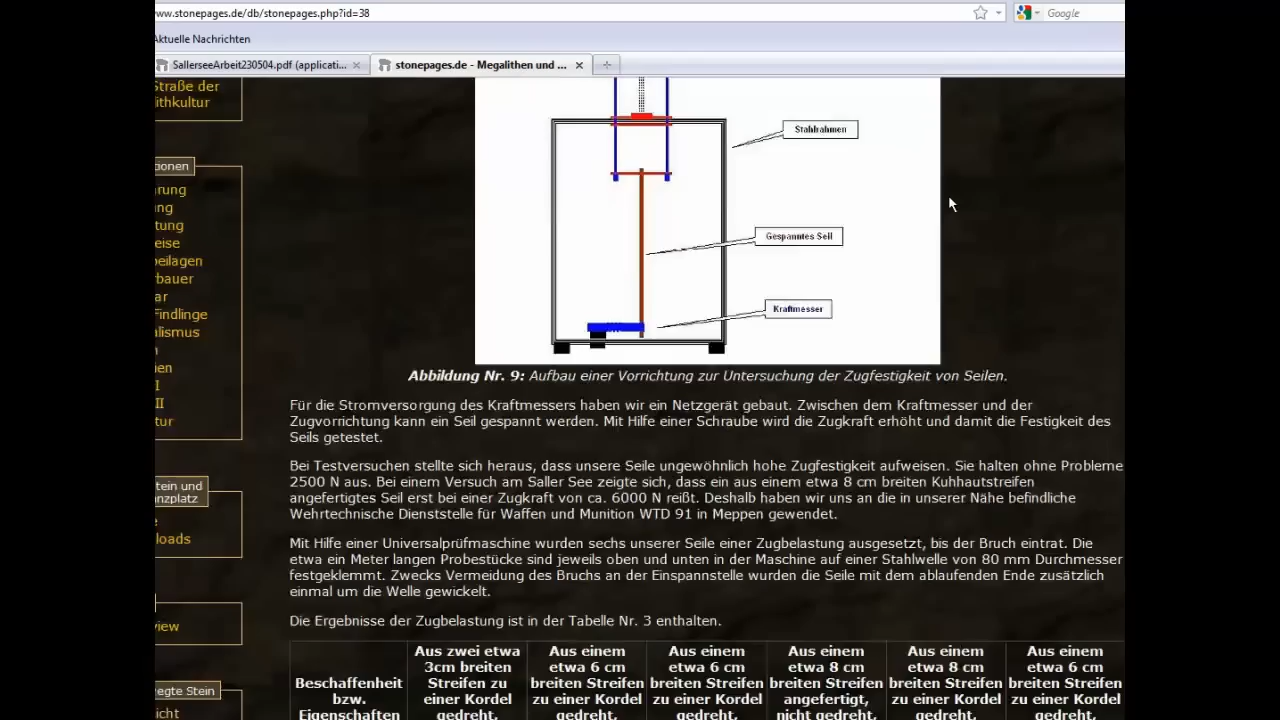 www.stonepages.de/db/stonepages.php?id=38
Google
Aktuelle Nachrichten
SallerseeArbeit230504.pdf (applicati...
stonepages.de - Megalithen und ...
Straße der
ithkultur
ionen
arung
ng
tung
eise
beilagen
rbauer
ar
Findlinge
alismus
n
ien
I
II
tur
tein und
anzplatz
e
loads
view
egte Stein
icht
Stahlrahmen
Gespanntes Seil
Kraftmesser
Abbildung Nr. 9: Aufbau einer Vorrichtung zur Untersuchung der Zugfestigkeit von Seilen.
Für die Stromversorgung des Kraftmessers haben wir ein Netzgerät gebaut. Zwischen dem Kraftmesser und der
Zugvorrichtung kann ein Seil gespannt werden. Mit Hilfe einer Schraube wird die Zugkraft erhöht und damit die Festigkeit des
Seils getestet.
Bei Testversuchen stellte sich heraus, dass unsere Seile ungewöhnlich hohe Zugfestigkeit aufweisen. Sie halten ohne Probleme
2500 N aus. Bei einem Versuch am Saller See zeigte sich, dass ein aus einem etwa 8 cm breiten Kuhhautstreifen
angefertigtes Seil erst bei einer Zugkraft von ca. 6000 N reißt. Deshalb haben wir uns an die in unserer Nähe befindliche
Wehrtechnische Dienststelle für Waffen und Munition WTD 91 in Meppen gewendet.
Mit Hilfe einer Universalprüfmaschine wurden sechs unserer Seile einer Zugbelastung ausgesetzt, bis der Bruch eintrat. Die
etwa ein Meter langen Probestücke sind jeweils oben und unten in der Maschine auf einer Stahlwelle von 80 mm Durchmesser
festgeklemmt. Zwecks Vermeidung des Bruchs an der Einspannstelle wurden die Seile mit dem ablaufenden Ende zusätzlich
einmal um die Welle gewickelt.
Die Ergebnisse der Zugbelastung ist in der Tabelle Nr. 3 enthalten.
Beschaffenheit
bzw.
Eigenschaften
Aus zwei etwa
3cm breiten
Streifen zu
einer Kordel
gedreht,
Aus einem
etwa 6 cm
breiten Streifen
zu einer Kordel
gedreht,
Aus einem
etwa 6 cm
breiten Streifen
zu einer Kordel
gedreht,
Aus einem
etwa 8 cm
breiten Streifen
angefertigt,
nicht gedreht,
Aus einem
etwa 8 cm
breiten Streifen
zu einer Kordel
gedreht,
Aus einem
etwa 6 cm
breiten Streifen
zu einer Kordel
gedreht,